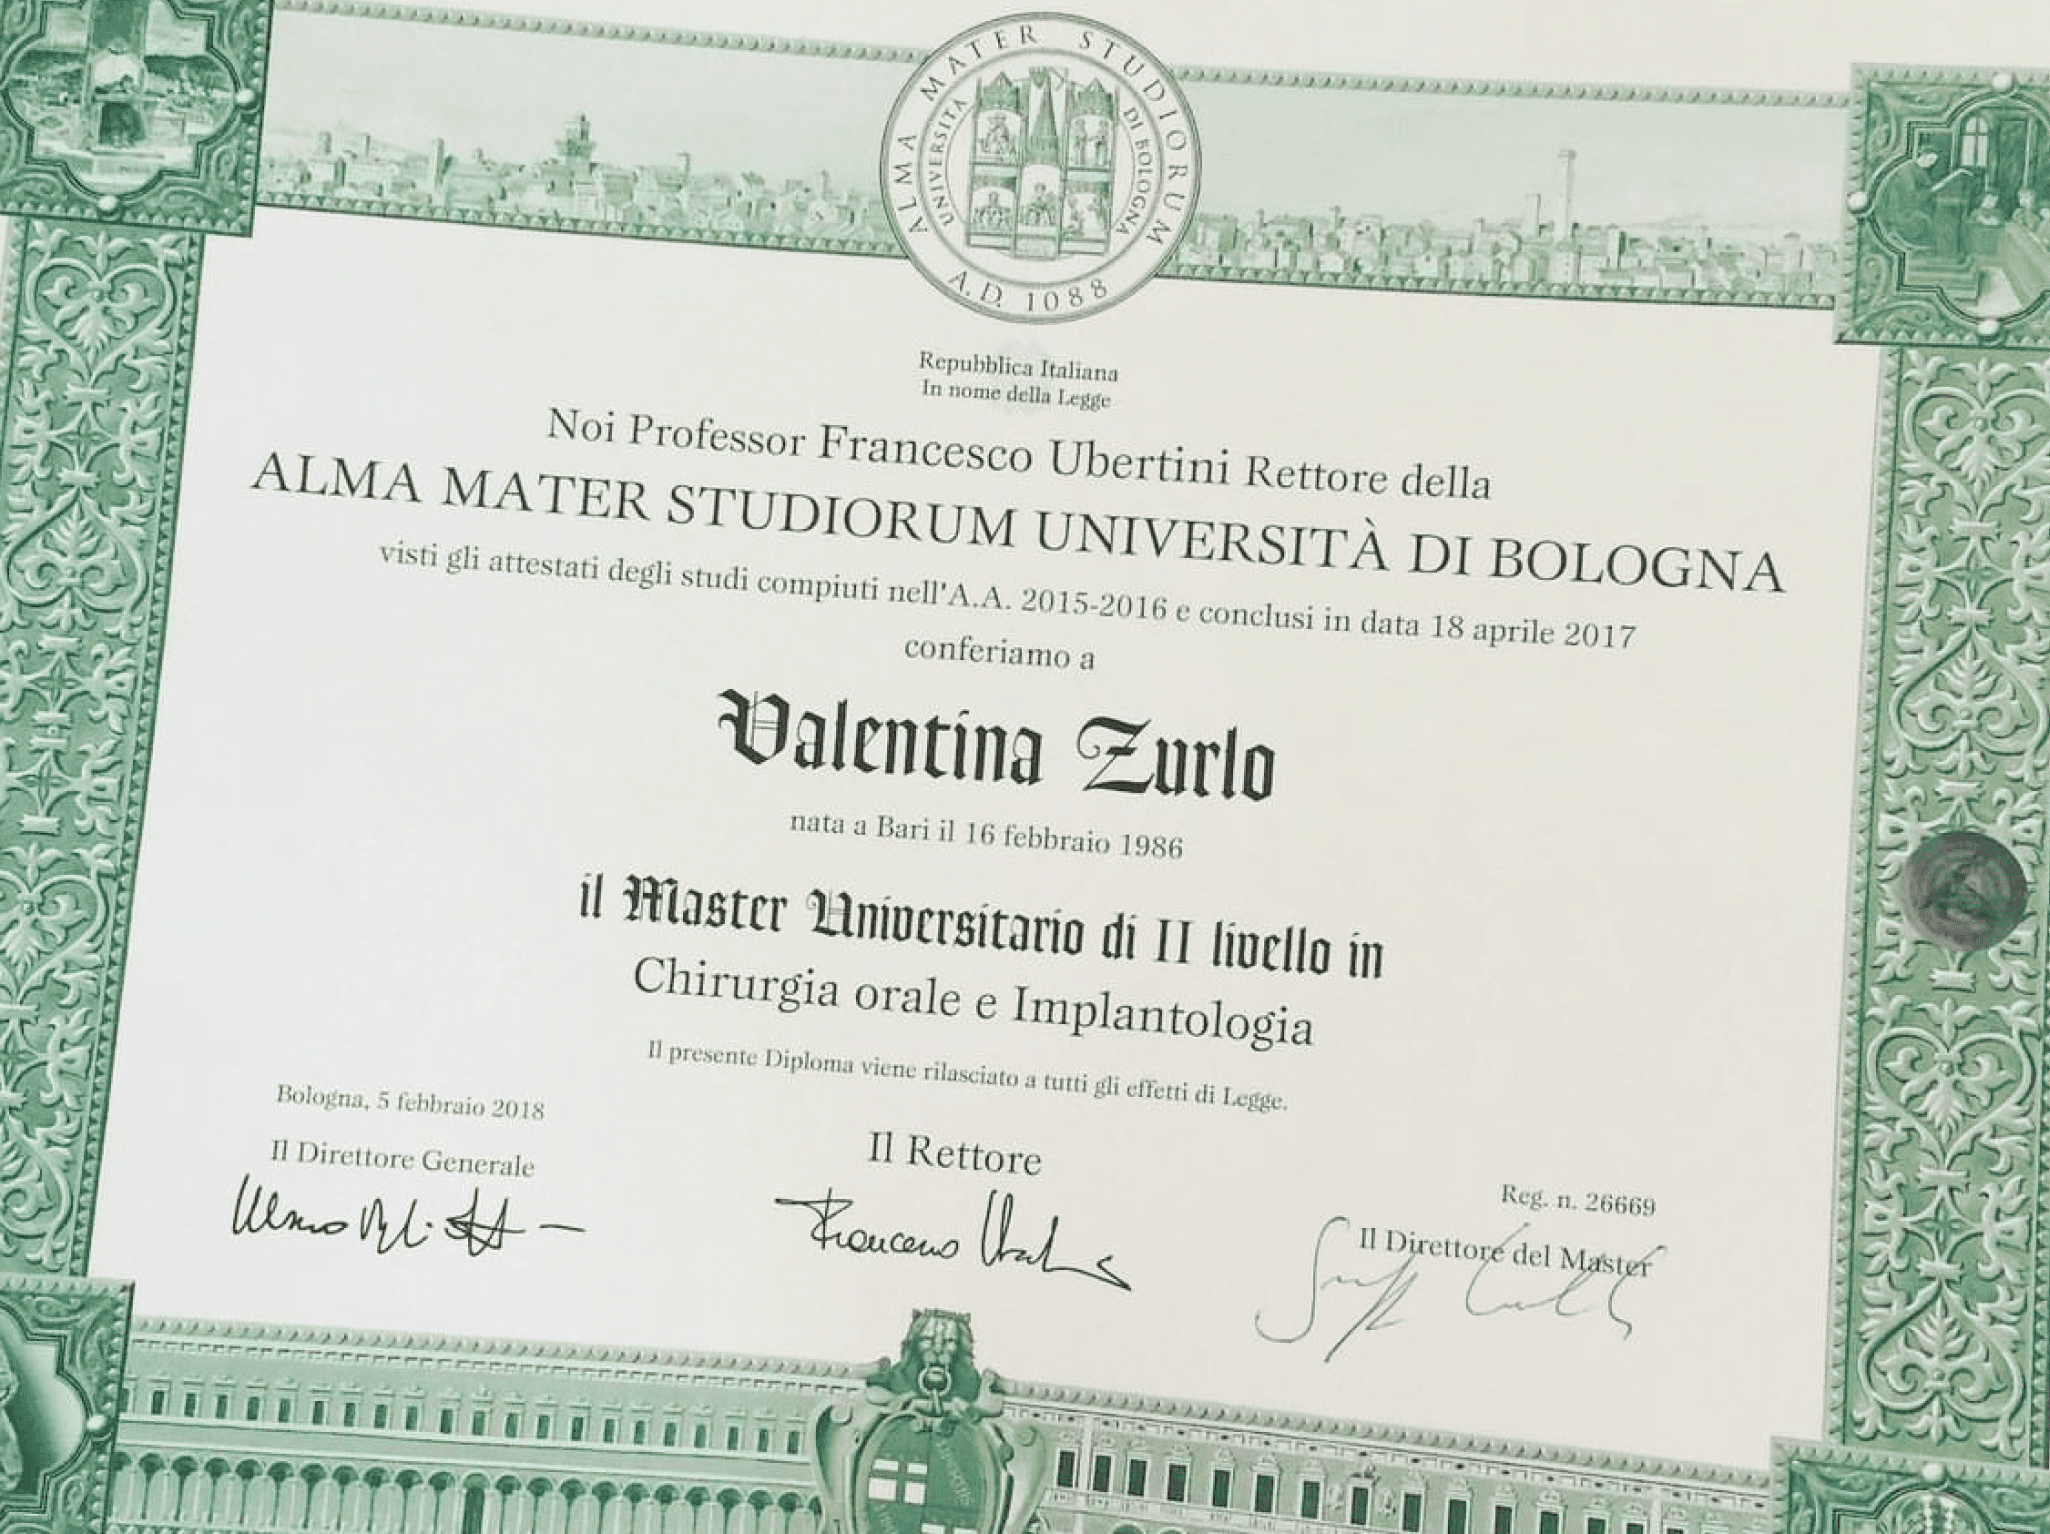 ALMA MATER STUDIORUM
UNIVERSITA DI BOLOGNA
A.D. 1088
Repubblica Italiana
In nome della Legge
Noi Professor Francesco Ubertini Rettore della
ALMA MATER STUDIORUM UNIVERSITÀ DI BOLOGNA
visti gli attestati degli studi compiuti nell'A.A. 2015-2016 e conclusi in data 18 aprile 2017
conferiamo a
Valentina Zurlo
nata a Bari il 16 febbraio 1986
il Master Universitario di II livello in
Chirurgia orale e Implantologia
Il presente Diploma viene rilasciato a tutti gli effetti di Legge.
Bologna, 5 febbraio 2018
Il Direttore Generale
Il Rettore
Reg. n. 26669
Il Direttore del Master